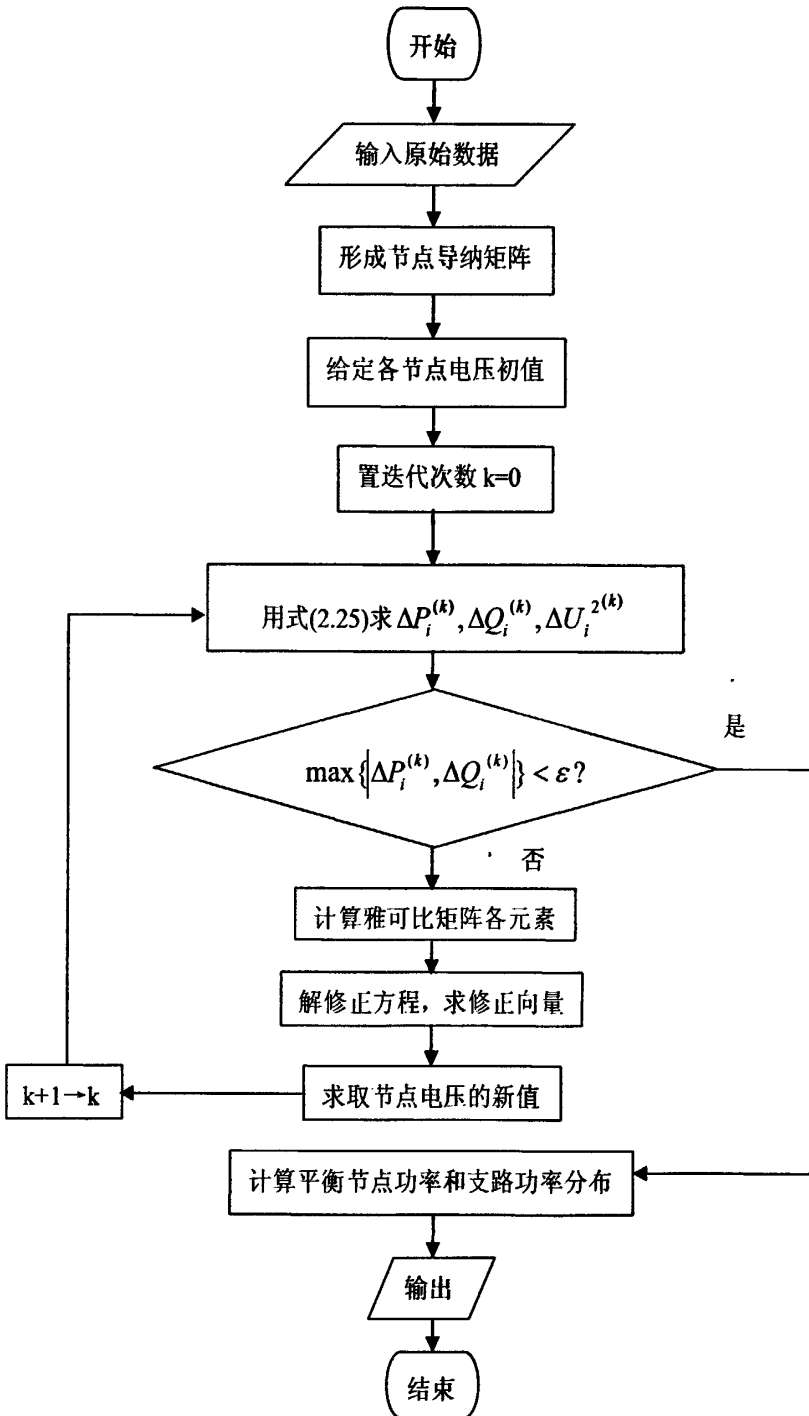 开始
输入原始数据
形成节点导纳矩阵
给定各节点电压初值
置迭代次数 k=0
用式(2.25)求 ΔP_i^{(k)}, ΔQ_i^{(k)}, ΔU_i^{2(k)}
是
max{|ΔP_i^{(k)}, ΔQ_i^{(k)}|} < ε?
否
计算雅可比矩阵各元素
解修正方程，求修正向量
k+1→k
求取节点电压的新值
计算平衡节点功率和支路功率分布
输出
结束